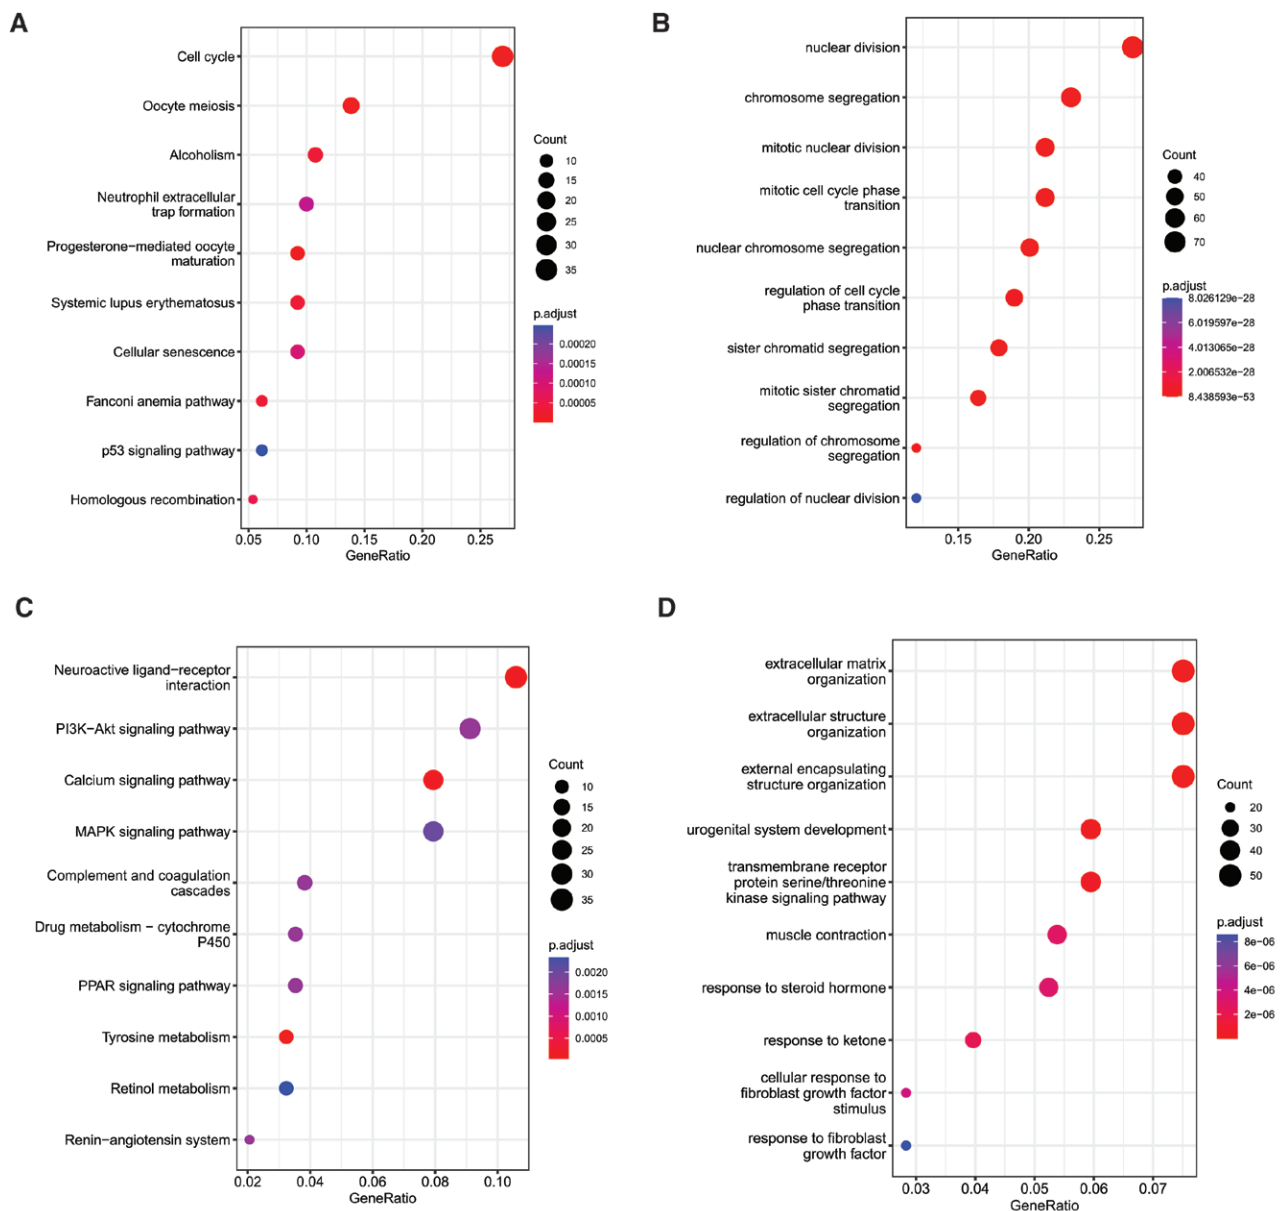 A
Cell cycle
Oocyte meiosis
Alcoholism
Neutrophil extracellular
trap formation
Progesterone−mediated oocyte
maturation
Systemic lupus erythematosus
Cellular senescence
Fanconi anemia pathway
p53 signaling pathway
Homologous recombination
0.05 0.10 0.15 0.20 0.25
GeneRatio
Count
10
15
20
25
30
35
p.adjust
0.00020
0.00015
0.00010
0.00005
B
nuclear division
chromosome segregation
mitotic nuclear division
mitotic cell cycle phase
transition
nuclear chromosome segregation
regulation of cell cycle
phase transition
sister chromatid segregation
mitotic sister chromatid
segregation
regulation of chromosome
segregation
regulation of nuclear division
0.15 0.20 0.25
GeneRatio
Count
40
50
60
70
p.adjust
8.026129e−28
6.019597e−28
4.013065e−28
2.006532e−28
8.438593e−53
C
Neuroactive ligand−receptor
interaction
PI3K−Akt signaling pathway
Calcium signaling pathway
MAPK signaling pathway
Complement and coagulation
cascades
Drug metabolism − cytochrome
P450
PPAR signaling pathway
Tyrosine metabolism
Retinol metabolism
Renin−angiotensin system
0.02 0.04 0.06 0.08 0.10
GeneRatio
Count
10
15
20
25
30
35
p.adjust
0.0020
0.0015
0.0010
0.0005
D
extracellular matrix
organization
extracellular structure
organization
external encapsulating
structure organization
urogenital system development
transmembrane receptor
protein serine/threonine
kinase signaling pathway
muscle contraction
response to steroid hormone
response to ketone
cellular response to
fibroblast growth factor
stimulus
response to fibroblast
growth factor
0.03 0.04 0.05 0.06 0.07
GeneRatio
Count
20
30
40
50
p.adjust
8e−06
6e−06
4e−06
2e−06